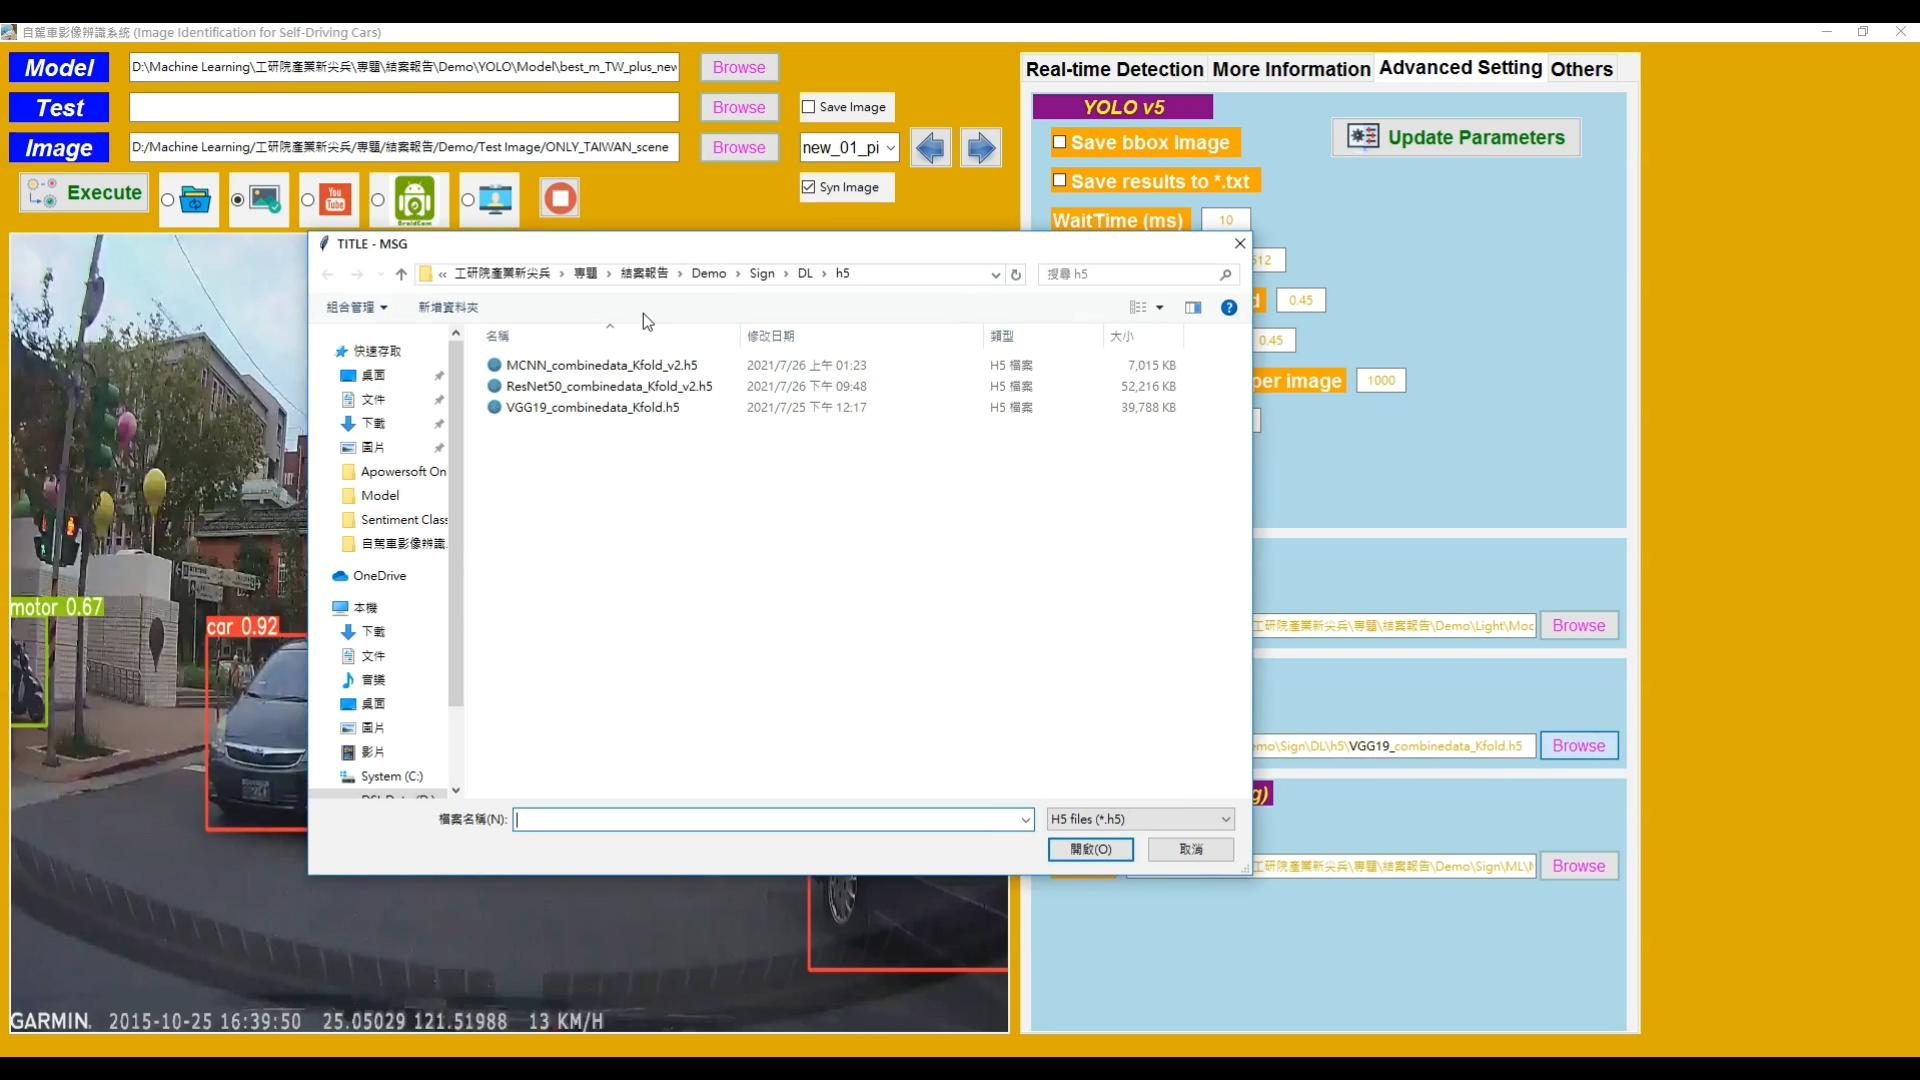 自駕車影像辨識系統 (Image Identification for Self-Driving Cars)
Model
D:\Machine Learning\工研院產業新尖兵\專題\結案報告\Demo\YOLO\Model\best_m_TW_plus_new
Browse
Test
Browse
Save Image
Image
D:/Machine Learning/工研院產業新尖兵/專題/結案報告/Demo/Test Image/ONLY_TAIWAN_scene
Browse
new_01_pi
Syn Image
Execute
You
Tube
DroidCam
Real-time Detection
More Information
Advanced Setting
Others
YOLO v5
Save bbox Image
Update Parameters
Save results to *.txt
WaitTime (ms)
10
512
0.45
0.45
per image
1000
TITLE - MSG
« 工研院產業新尖兵 › 專題 › 結案報告 › Demo › Sign › DL › h5
搜尋 h5
組合管理
新增資料夾
名稱
修改日期
類型
大小
MCNN_combinedata_Kfold_v2.h5
2021/7/26 上午 01:23
H5 檔案
7,015 KB
ResNet50_combinedata_Kfold_v2.h5
2021/7/26 下午 09:48
H5 檔案
52,216 KB
VGG19_combinedata_Kfold.h5
2021/7/25 下午 12:17
H5 檔案
39,788 KB
快速存取
桌面
文件
下載
圖片
Apowersoft On
Model
Sentiment Class
自駕車影像辨識
OneDrive
本機
下載
文件
音樂
桌面
圖片
影片
System (C:)
檔案名稱(N):
H5 files (*.h5)
開啟(O)
取消
工研院產業新尖兵\專題\結案報告\Demo\Light\Moc
Browse
emo\Sign\DL\h5\VGG19_combinedata_Kfold.h5
Browse
g)
工研院產業新尖兵\專題\結案報告\Demo\Sign\ML\
Browse
motor 0.67
car 0.92
GARMIN. 2015-10-25 16:39:50 25.05029 121.51988 13 KM/H